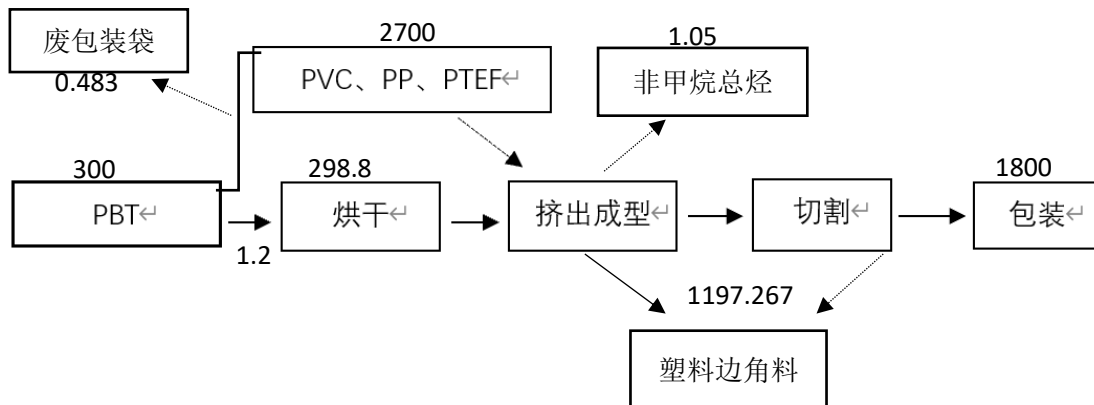 2700
1.05
废包装袋
PVC、PP、PTEF↵
非甲烷总烃
0.483
300
298.8
1800
PBT↵
烘干↵
挤出成型↵
切割↵
包装↵
1.2
1197.267
塑料边角料